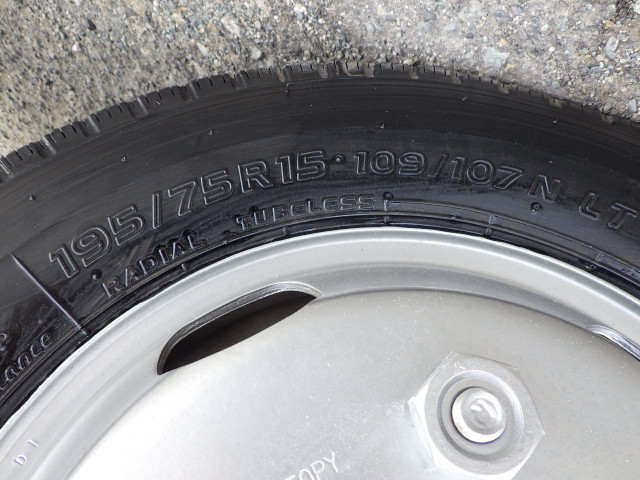 195/75R15 109/107N LT
RADIAL TUBELESS
D I